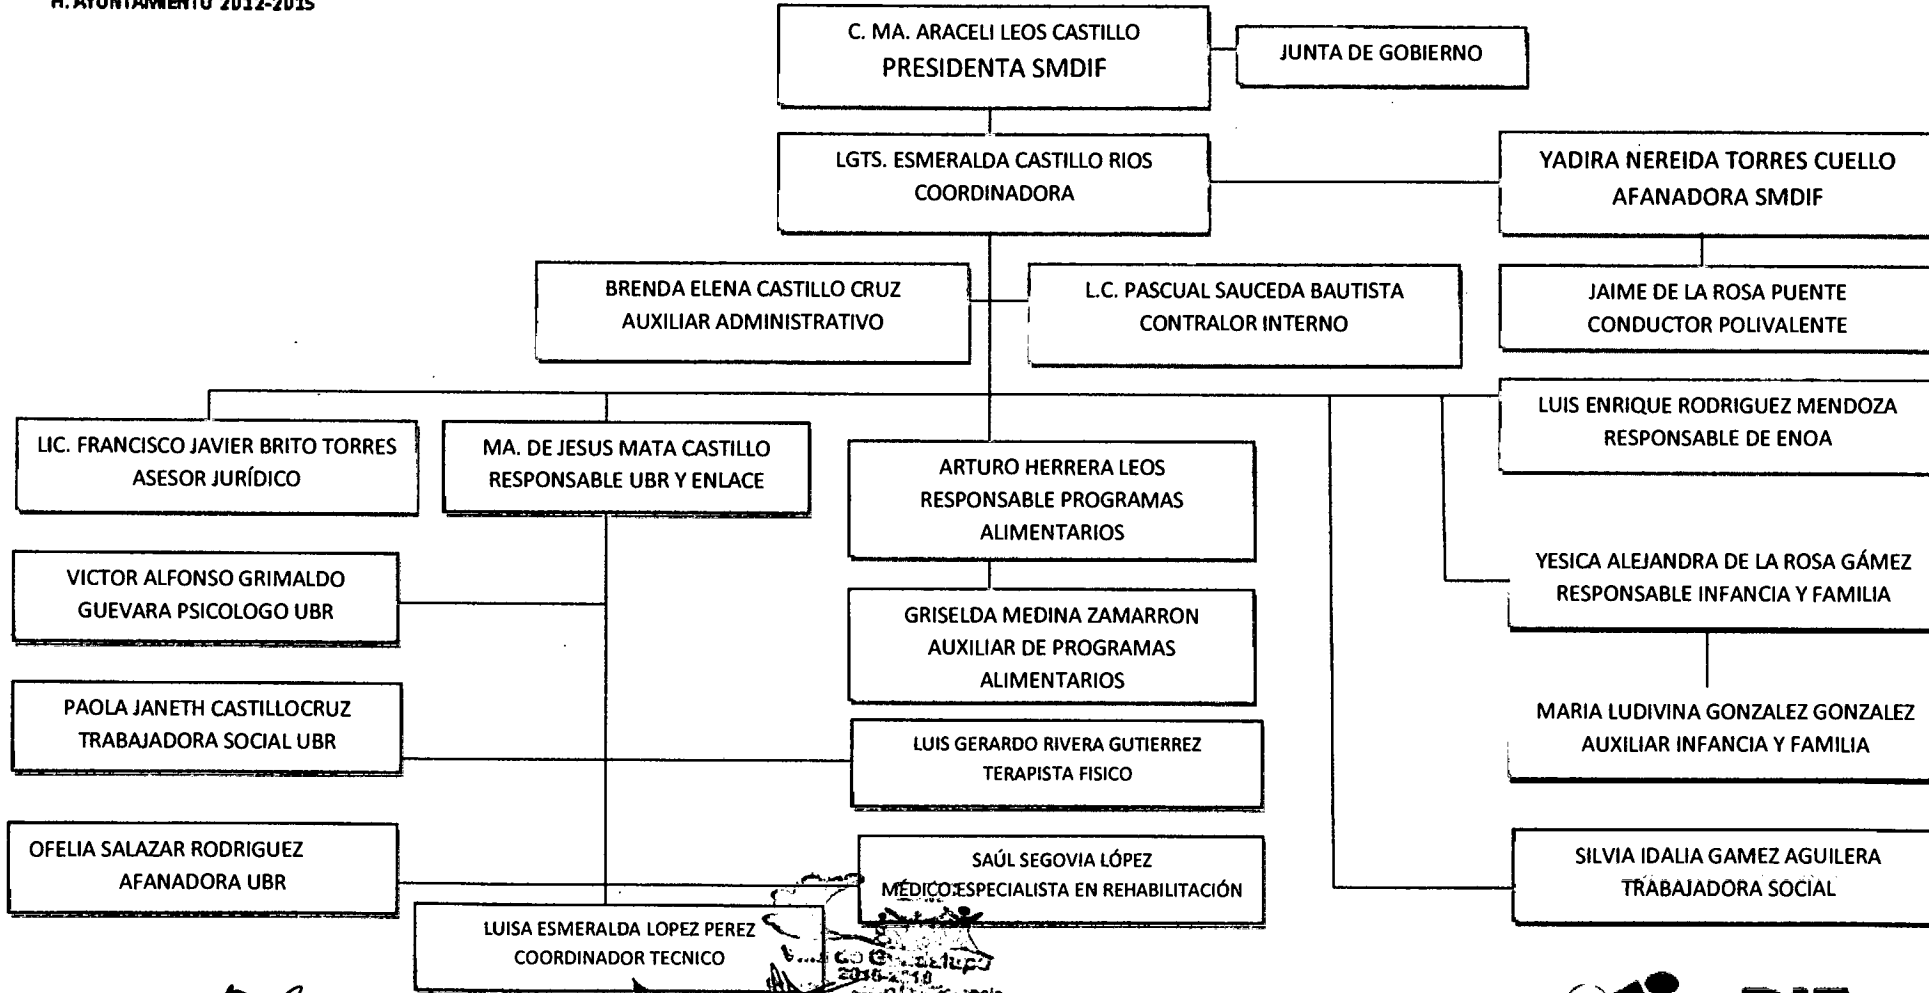 H. AYUNTAMIENTO 2012-2015
C. MA. ARACELI LEOS CASTILLO
PRESIDENTA SMDIF
JUNTA DE GOBIERNO
LGTS. ESMERALDA CASTILLO RIOS
COORDINADORA
YADIRA NEREIDA TORRES CUELLO
AFANADORA SMDIF
BRENDA ELENA CASTILLO CRUZ
AUXILIAR ADMINISTRATIVO
L.C. PASCUAL SAUCEDA BAUTISTA
CONTRALOR INTERNO
JAIME DE LA ROSA PUENTE
CONDUCTOR POLIVALENTE
LIC. FRANCISCO JAVIER BRITO TORRES
ASESOR JURÍDICO
MA. DE JESUS MATA CASTILLO
RESPONSABLE UBR Y ENLACE
ARTURO HERRERA LEOS
RESPONSABLE PROGRAMAS
ALIMENTARIOS
LUIS ENRIQUE RODRIGUEZ MENDOZA
RESPONSABLE DE ENOA
VICTOR ALFONSO GRIMALDO
GUEVARA PSICOLOGO UBR
GRISELDA MEDINA ZAMARRON
AUXILIAR DE PROGRAMAS
ALIMENTARIOS
YESICA ALEJANDRA DE LA ROSA GÁMEZ
RESPONSABLE INFANCIA Y FAMILIA
PAOLA JANETH CASTILLOCRUZ
TRABAJADORA SOCIAL UBR
LUIS GERARDO RIVERA GUTIERREZ
TERAPISTA FISICO
MARIA LUDIVINA GONZALEZ GONZALEZ
AUXILIAR INFANCIA Y FAMILIA
OFELIA SALAZAR RODRIGUEZ
AFANADORA UBR
SAÚL SEGOVIA LÓPEZ
MÉDICO ESPECIALISTA EN REHABILITACIÓN
SILVIA IDALIA GAMEZ AGUILERA
TRABAJADORA SOCIAL
LUISA ESMERALDA LOPEZ PEREZ
COORDINADOR TECNICO